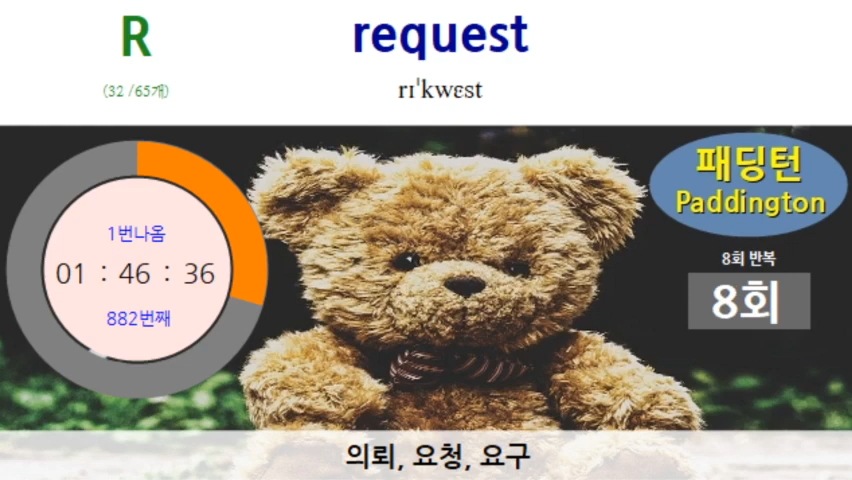 R
request
(32 /65개)
rɪˈkwɛst
패딩턴
Paddington
1번나옴
01 : 46 : 36
882번째
8회 반복
8회
의뢰, 요청, 요구